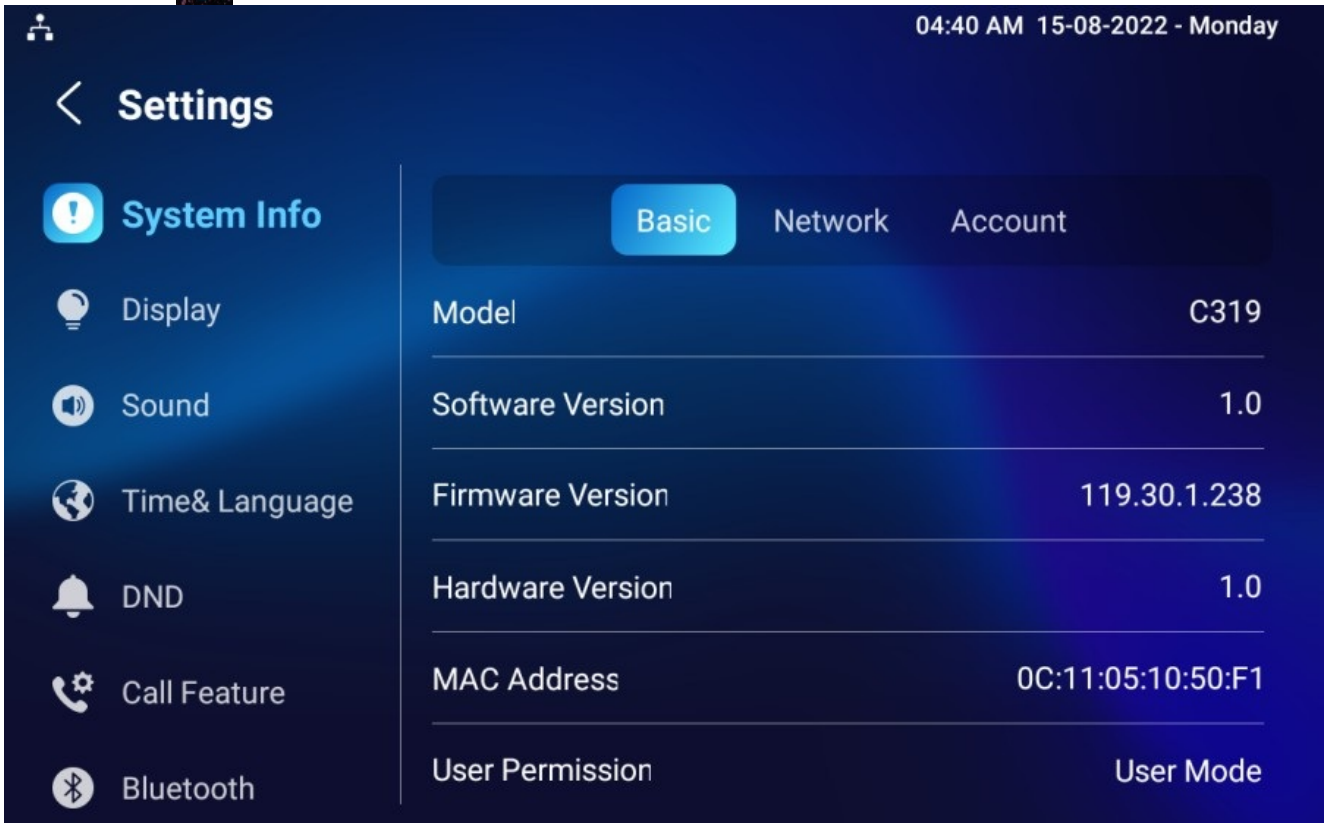 04:40 AM 15-08-2022 - Monday
Settings
System Info
Display
Sound
Time& Language
DND
Call Feature
Bluetooth
Basic Network Account
Model C319
Software Version 1.0
Firmware Version 119.30.1.238
Hardware Version 1.0
MAC Address 0C:11:05:10:50:F1
User Permission User Mode